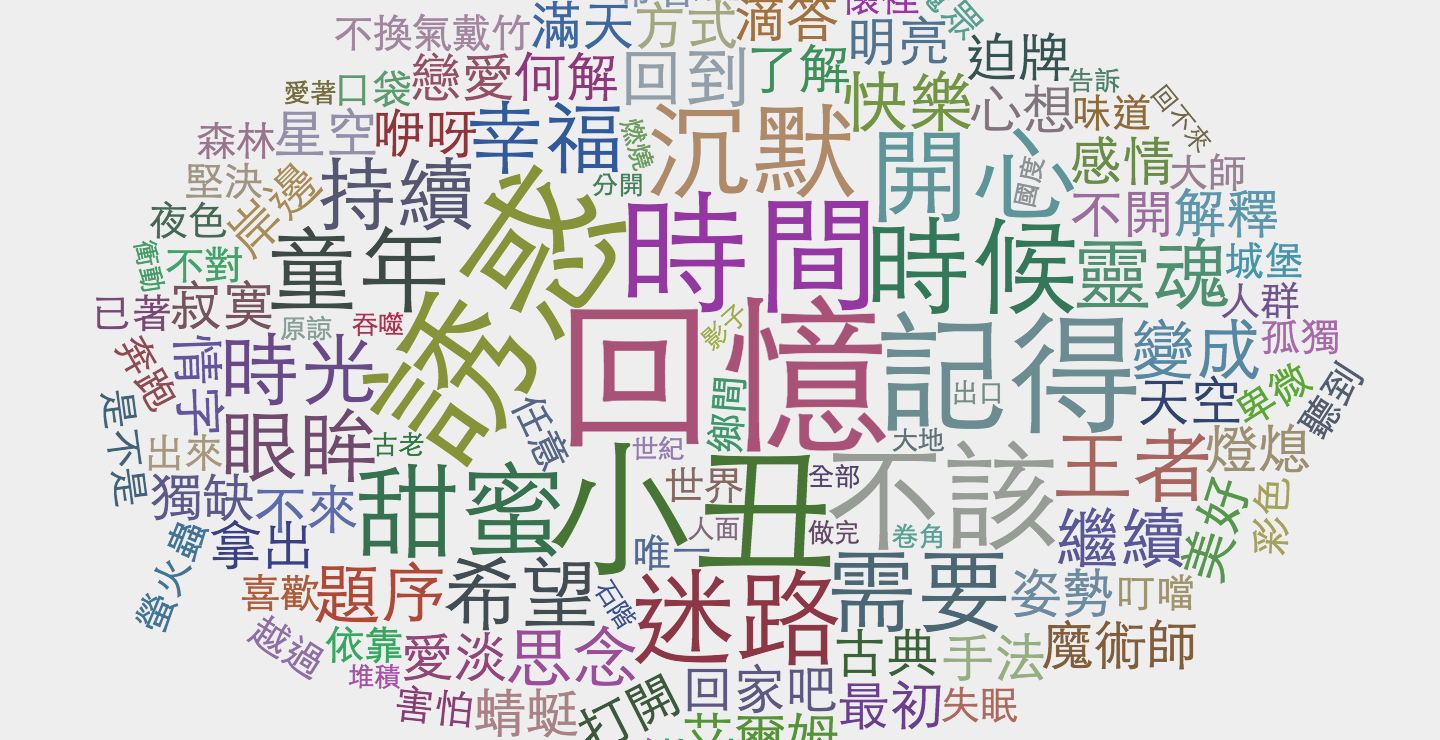 不換氣戴竹
滿天
方式
滴答
懷裡
明亮
迫牌
愛著
口袋
戀愛
何解
回到
了解
快樂
心想
告訴
味道
回不來
森林
星空
咿呀
幸福
燃燒
沉默
開心
國度
感情
大師
堅決
岸邊
持續
分開
不開
解釋
夜色
童年
誘惑
時間
時候
靈魂
城堡
衝動
不對
人群
已著
寂寞
原諒
吞噬
影子
回憶
記得
變成
孤獨
奔跑
情字
時光
鄉間
出口
天空
卑微
聽到
是不是
出來
眼眸
古老
任意
世紀
大地
不該
王者
燈熄
獨缺
不來
甜蜜
小丑
世界
全部
彩色
螢火蟲
拿出
唯一
人面
做完
卷角
繼續
美好
喜歡
題序
希望
石階
迷路
需要
姿勢
叮噹
越過
依靠
愛淡
思念
古典
手法
魔術師
堆積
害怕
蜻蜓
打開
回家吧
最初
失眠
艾爾姆